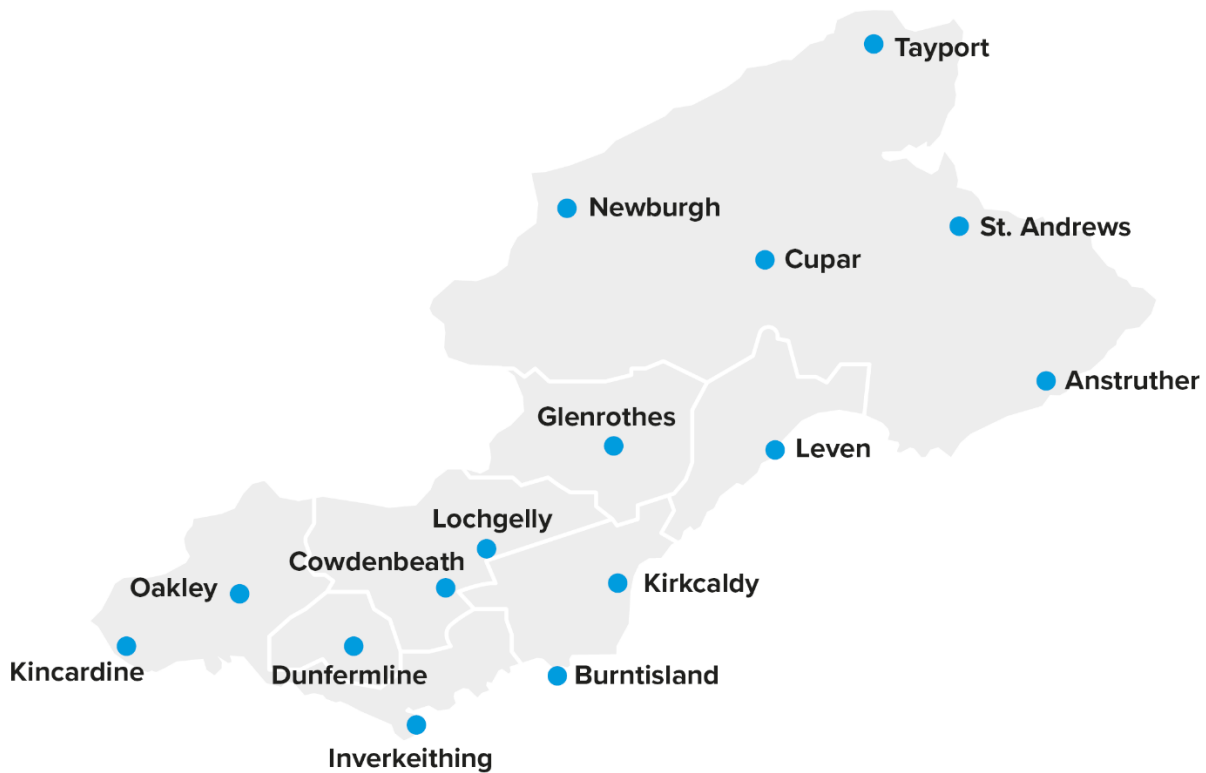 Tayport
Newburgh
St. Andrews
Cupar
Anstruther
Glenrothes
Leven
Lochgelly
Cowdenbeath
Oakley
Kirkcaldy
Kincardine
Dunfermline
Burntisland
Inverkeithing